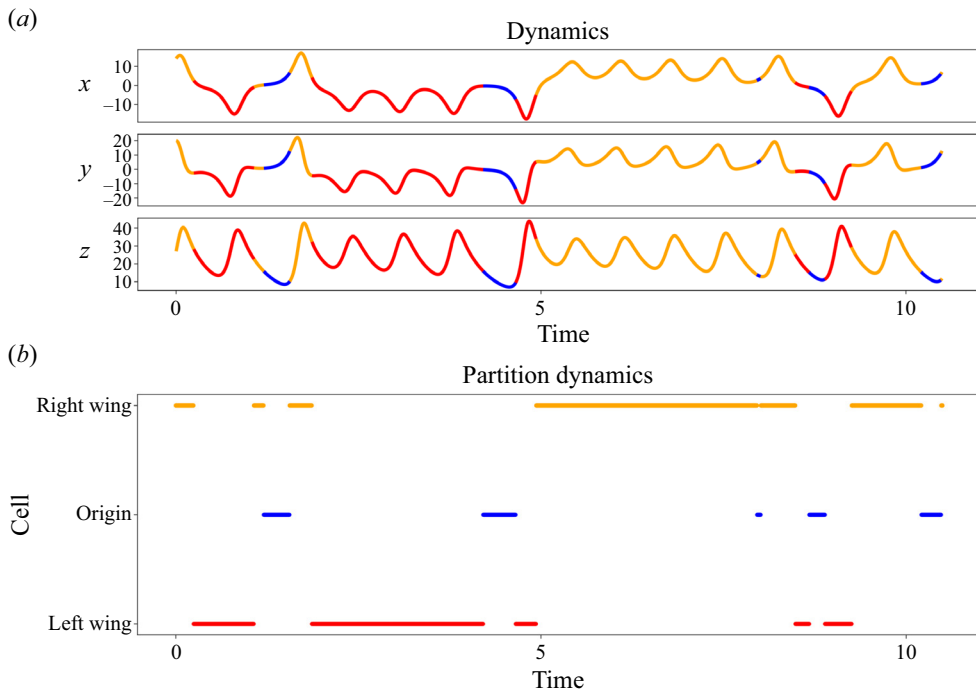 (a)
Dynamics
x
10
0
−10
y
20
10
0
−10
−20
z
40
30
20
10
0
5
10
Time
(b)
Partition dynamics
Cell
Right wing
Origin
Left wing
0
5
10
Time